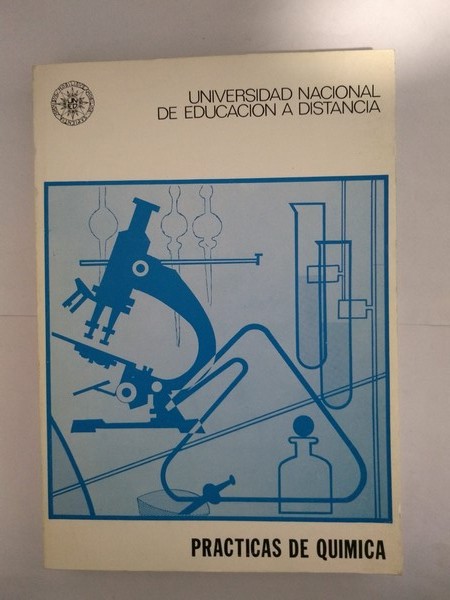 UNIVERSIDAD NACIONAL
DE EDUCACION A DISTANCIA
PRACTICAS DE QUIMICA